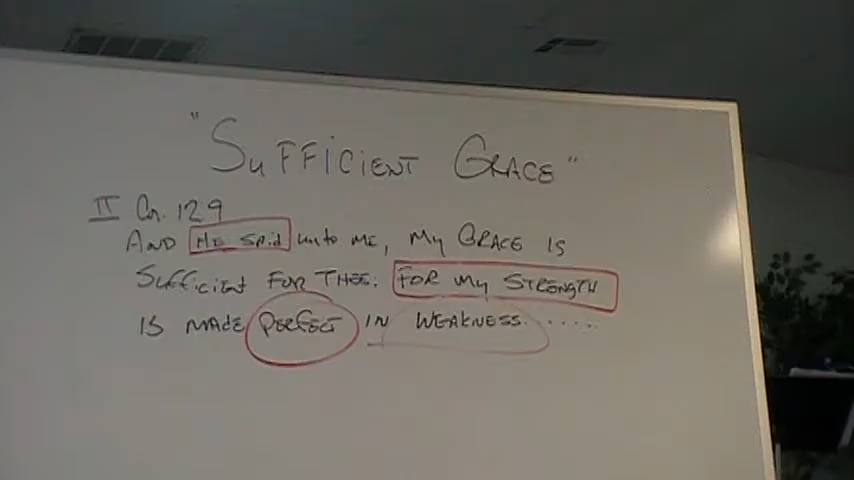 "SUFFICIENT GRACE"
II Cor. 12 9
AND HE SAID unto ME, My GRACE IS
SUFFICIENT FOR THEE: FOR My STRENGTH
IS MADE PERFECT IN WEAKNESS......